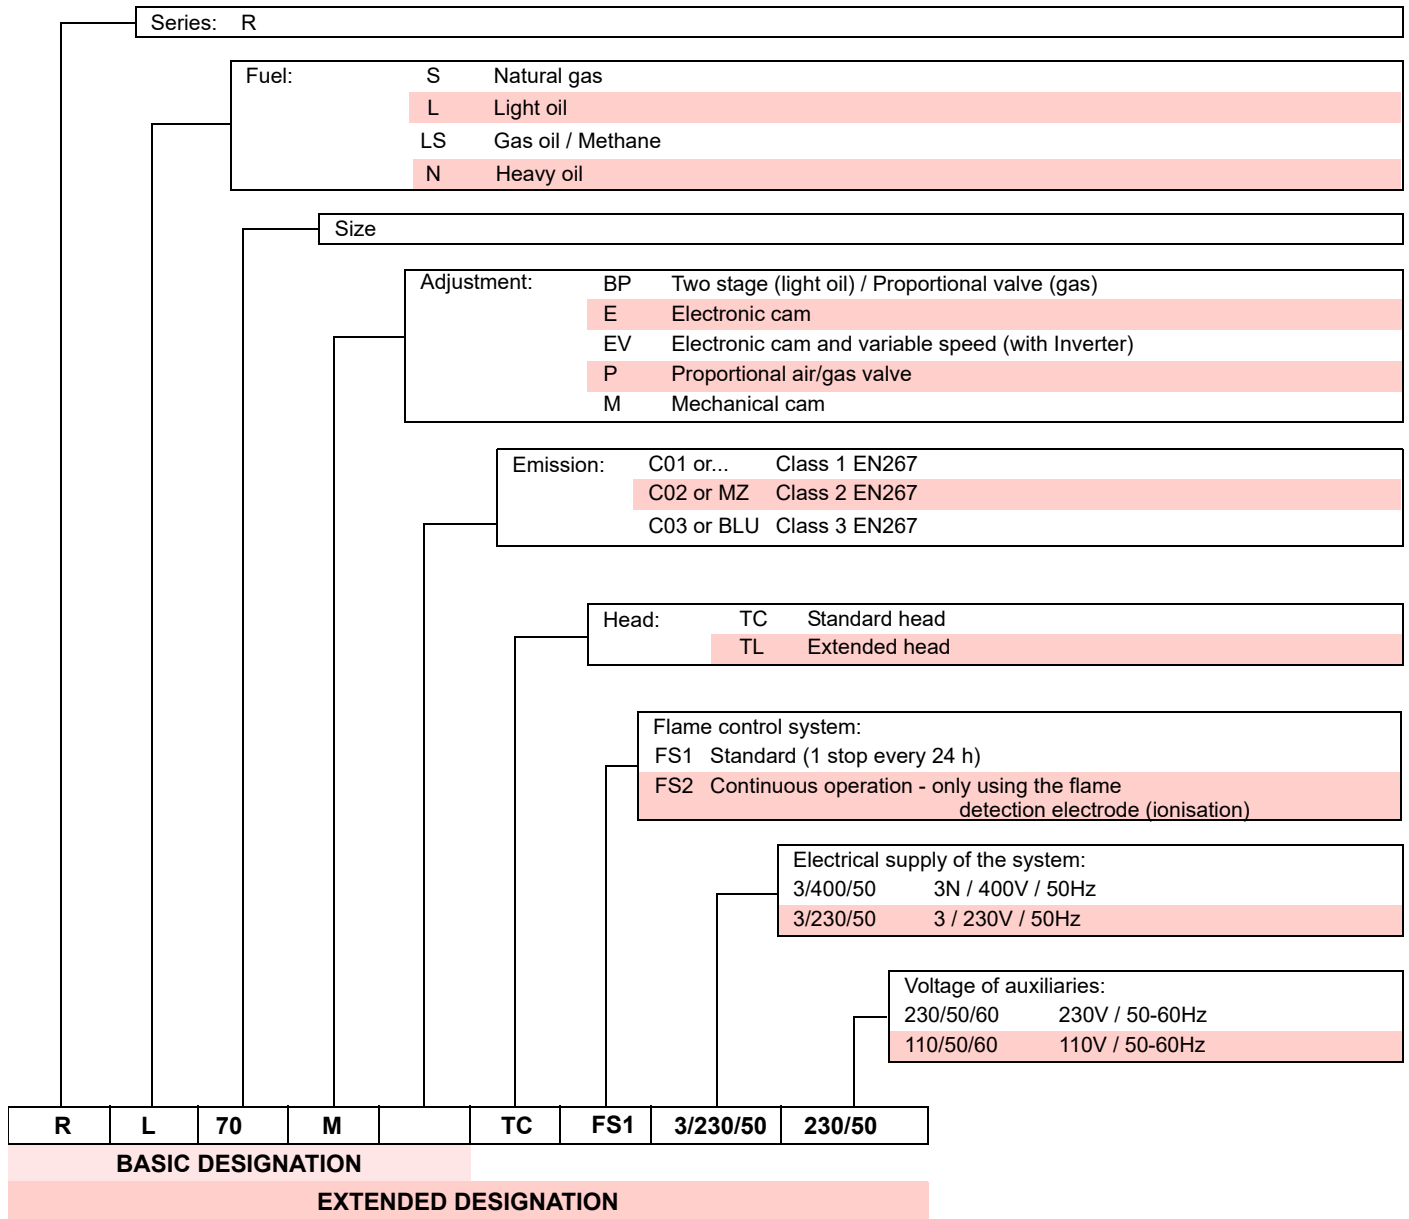 Series: R
Fuel: S Natural gas
L Light oil
LS Gas oil / Methane
N Heavy oil
Size
Adjustment: BP Two stage (light oil) / Proportional valve (gas)
E Electronic cam
EV Electronic cam and variable speed (with Inverter)
P Proportional air/gas valve
M Mechanical cam
Emission: C01 or... Class 1 EN267
C02 or MZ Class 2 EN267
C03 or BLU Class 3 EN267
Head: TC Standard head
TL Extended head
Flame control system:
FS1 Standard (1 stop every 24 h)
FS2 Continuous operation - only using the flame
detection electrode (ionisation)
Electrical supply of the system:
3/400/50 3N / 400V / 50Hz
3/230/50 3 / 230V / 50Hz
Voltage of auxiliaries:
230/50/60 230V / 50-60Hz
110/50/60 110V / 50-60Hz
R L 70 M TC FS1 3/230/50 230/50
BASIC DESIGNATION
EXTENDED DESIGNATION